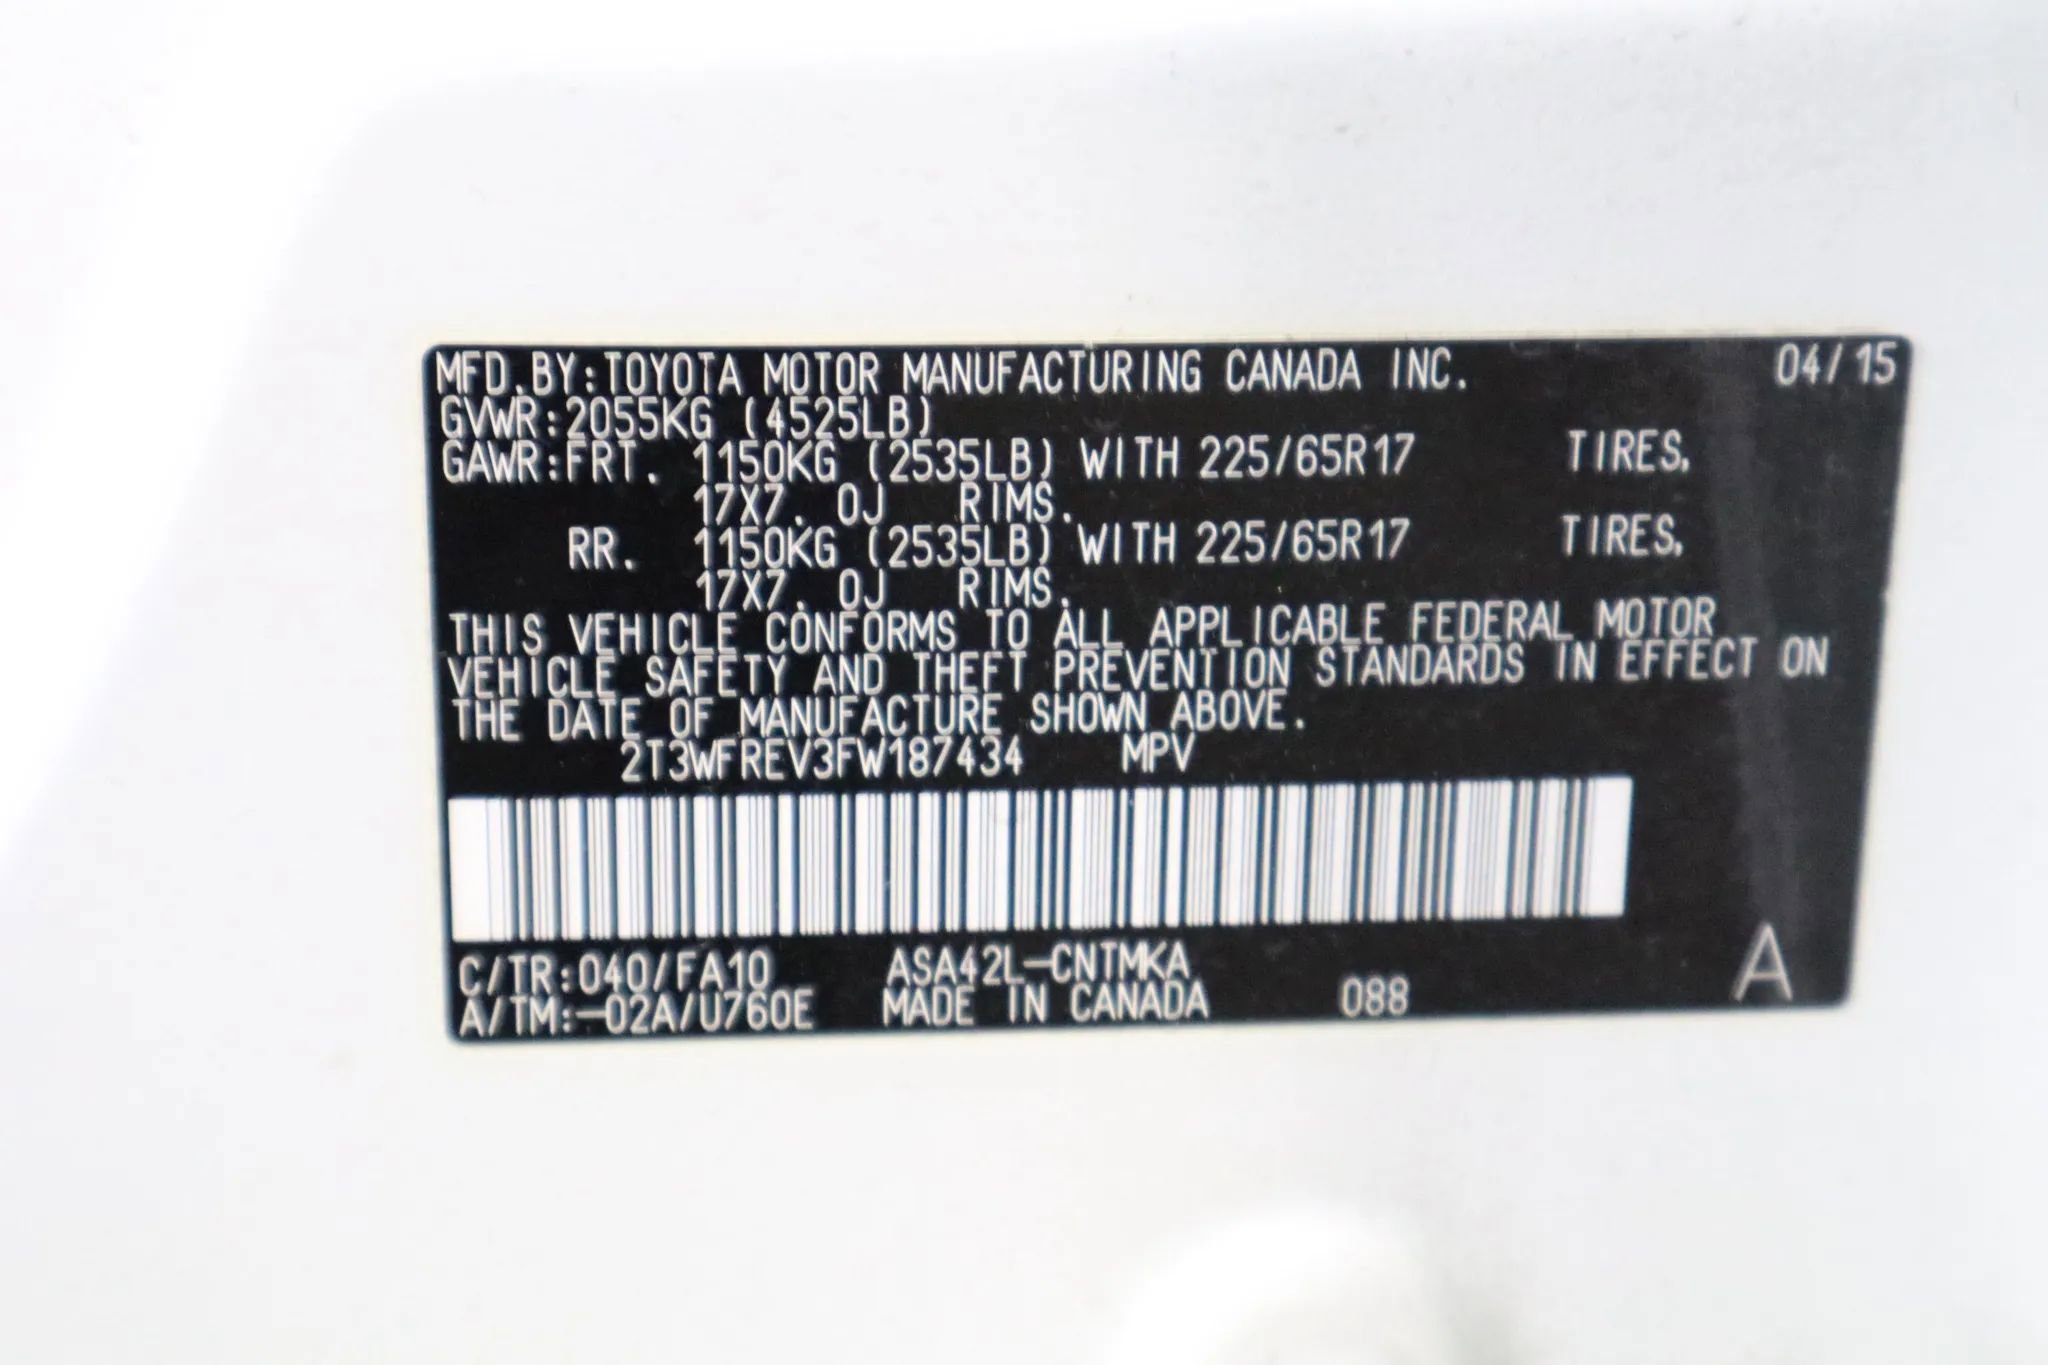 MFD.BY:TOYOTA MOTOR MANUFACTURING CANADA INC. 04/15
GVWR:2055KG (4525LB)
GAWR:FRT. 1150KG (2535LB) WITH 225/65R17 TIRES,
17X7.0J RIMS.
RR. 1150KG (2535LB) WITH 225/65R17 TIRES,
17X7.0J RIMS.
THIS VEHICLE CONFORMS TO ALL APPLICABLE FEDERAL MOTOR
VEHICLE SAFETY AND THEFT PREVENTION STANDARDS IN EFFECT ON
THE DATE OF MANUFACTURE SHOWN ABOVE.
2T3WFREV3FW187434 MPV
C/TR:040/FA10 ASA42L-CNTMKA
A/TM:-02A/U760E MADE IN CANADA 088 A